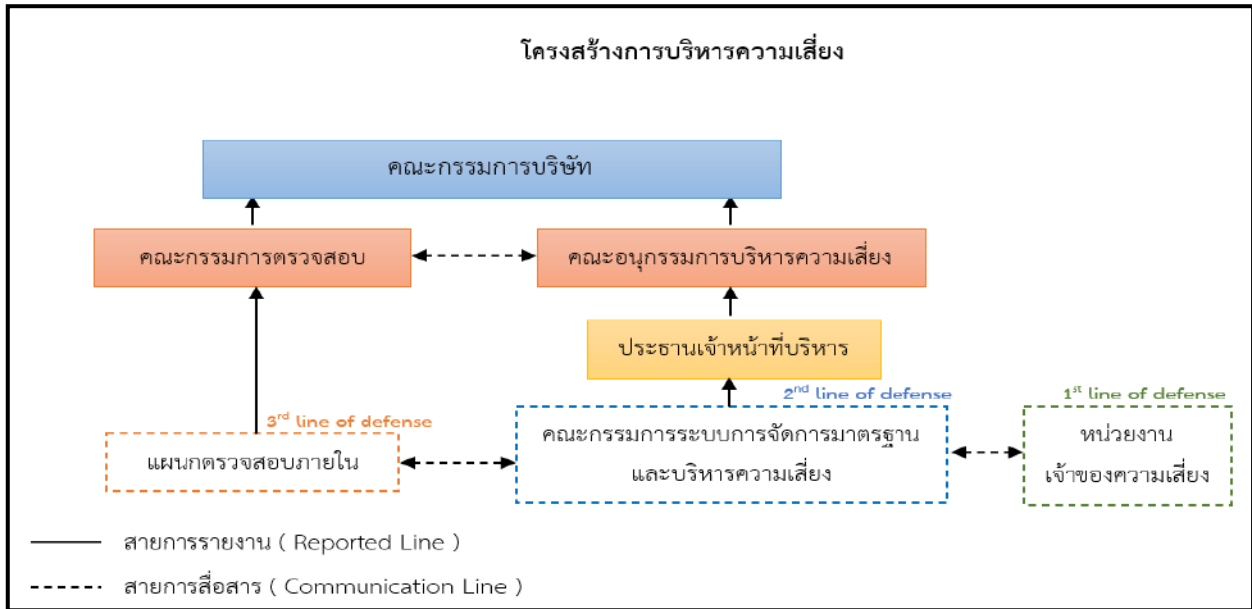 โครงสร้างการบริหารความเสี่ยง
คณะกรรมการบริษัท
คณะกรรมการตรวจสอบ
คณะอนุกรรมการบริหารความเสี่ยง
ประธานเจ้าหน้าที่บริหาร
3rd line of defense
2nd line of defense
1st line of defense
แผนกตรวจสอบภายใน
คณะกรรมการระบบการจัดการมาตรฐาน
และบริหารความเสี่ยง
หน่วยงาน
เจ้าของความเสี่ยง
สายการรายงาน ( Reported Line )
สายการสื่อสาร ( Communication Line )